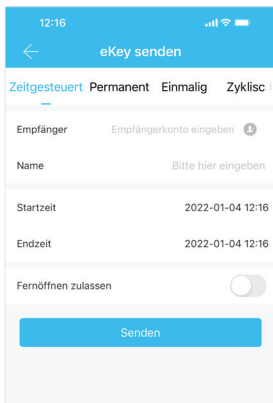 12:16
eKey senden
Zeitgesteuert Permanent Einmalig Zyklisc
Empfänger Empfängerkonto eingeben
Name Bitte hier eingeben
Startzeit 2022-01-04 12:16
Endzeit 2022-01-04 12:16
Fernöffnen zulassen
Senden